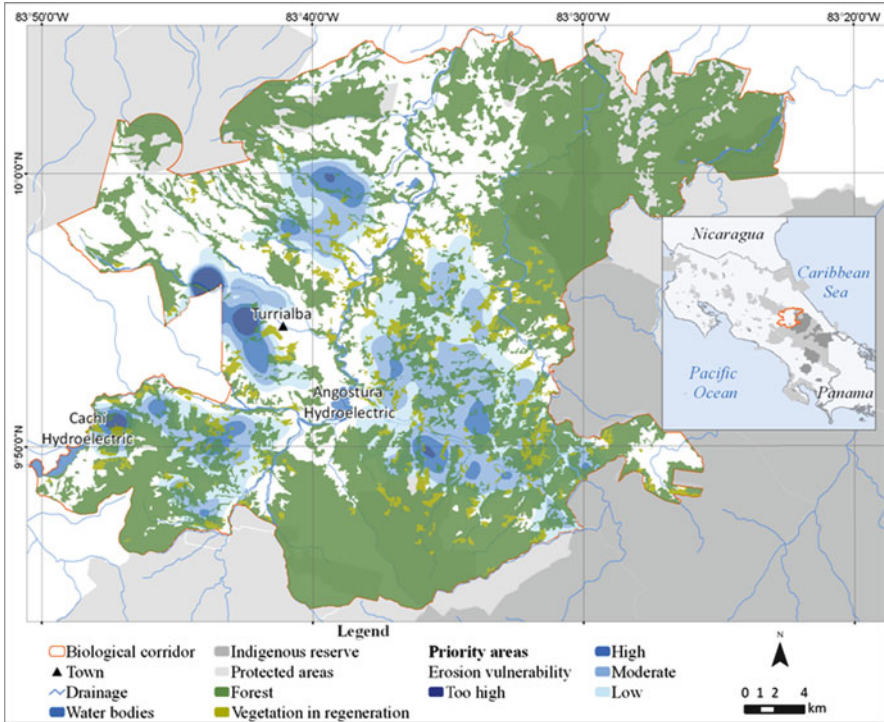 83°50'0"W 83°40'0"W 83°30'0"W 83°20'0"W
10°0'0"N
Nicaragua
Caribbean
Sea
Turrialba
Pacific
Ocean
Panama
Angostura
Hydroelectric
Cachí
Hydroelectric
9°50'0"N
Legend
Biological corridor
Town
Drainage
Water bodies
Indigenous reserve
Protected areas
Forest
Vegetation in regeneration
Priority areas
Erosion vulnerability
Too high
High
Moderate
Low
N
0 1 2 4
km